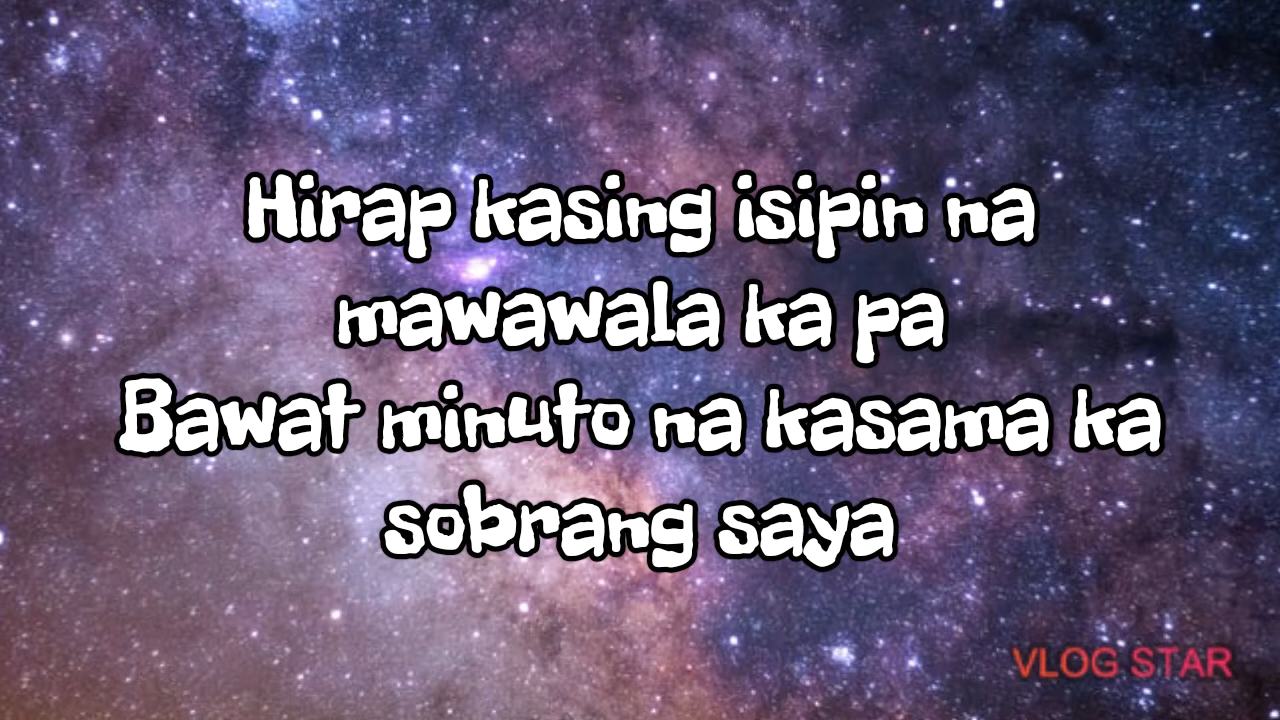 Hirap kasing isipin na
mawawala ka pa
Bawat minuto na kasama ka
sobrang saya
VLOG STAR